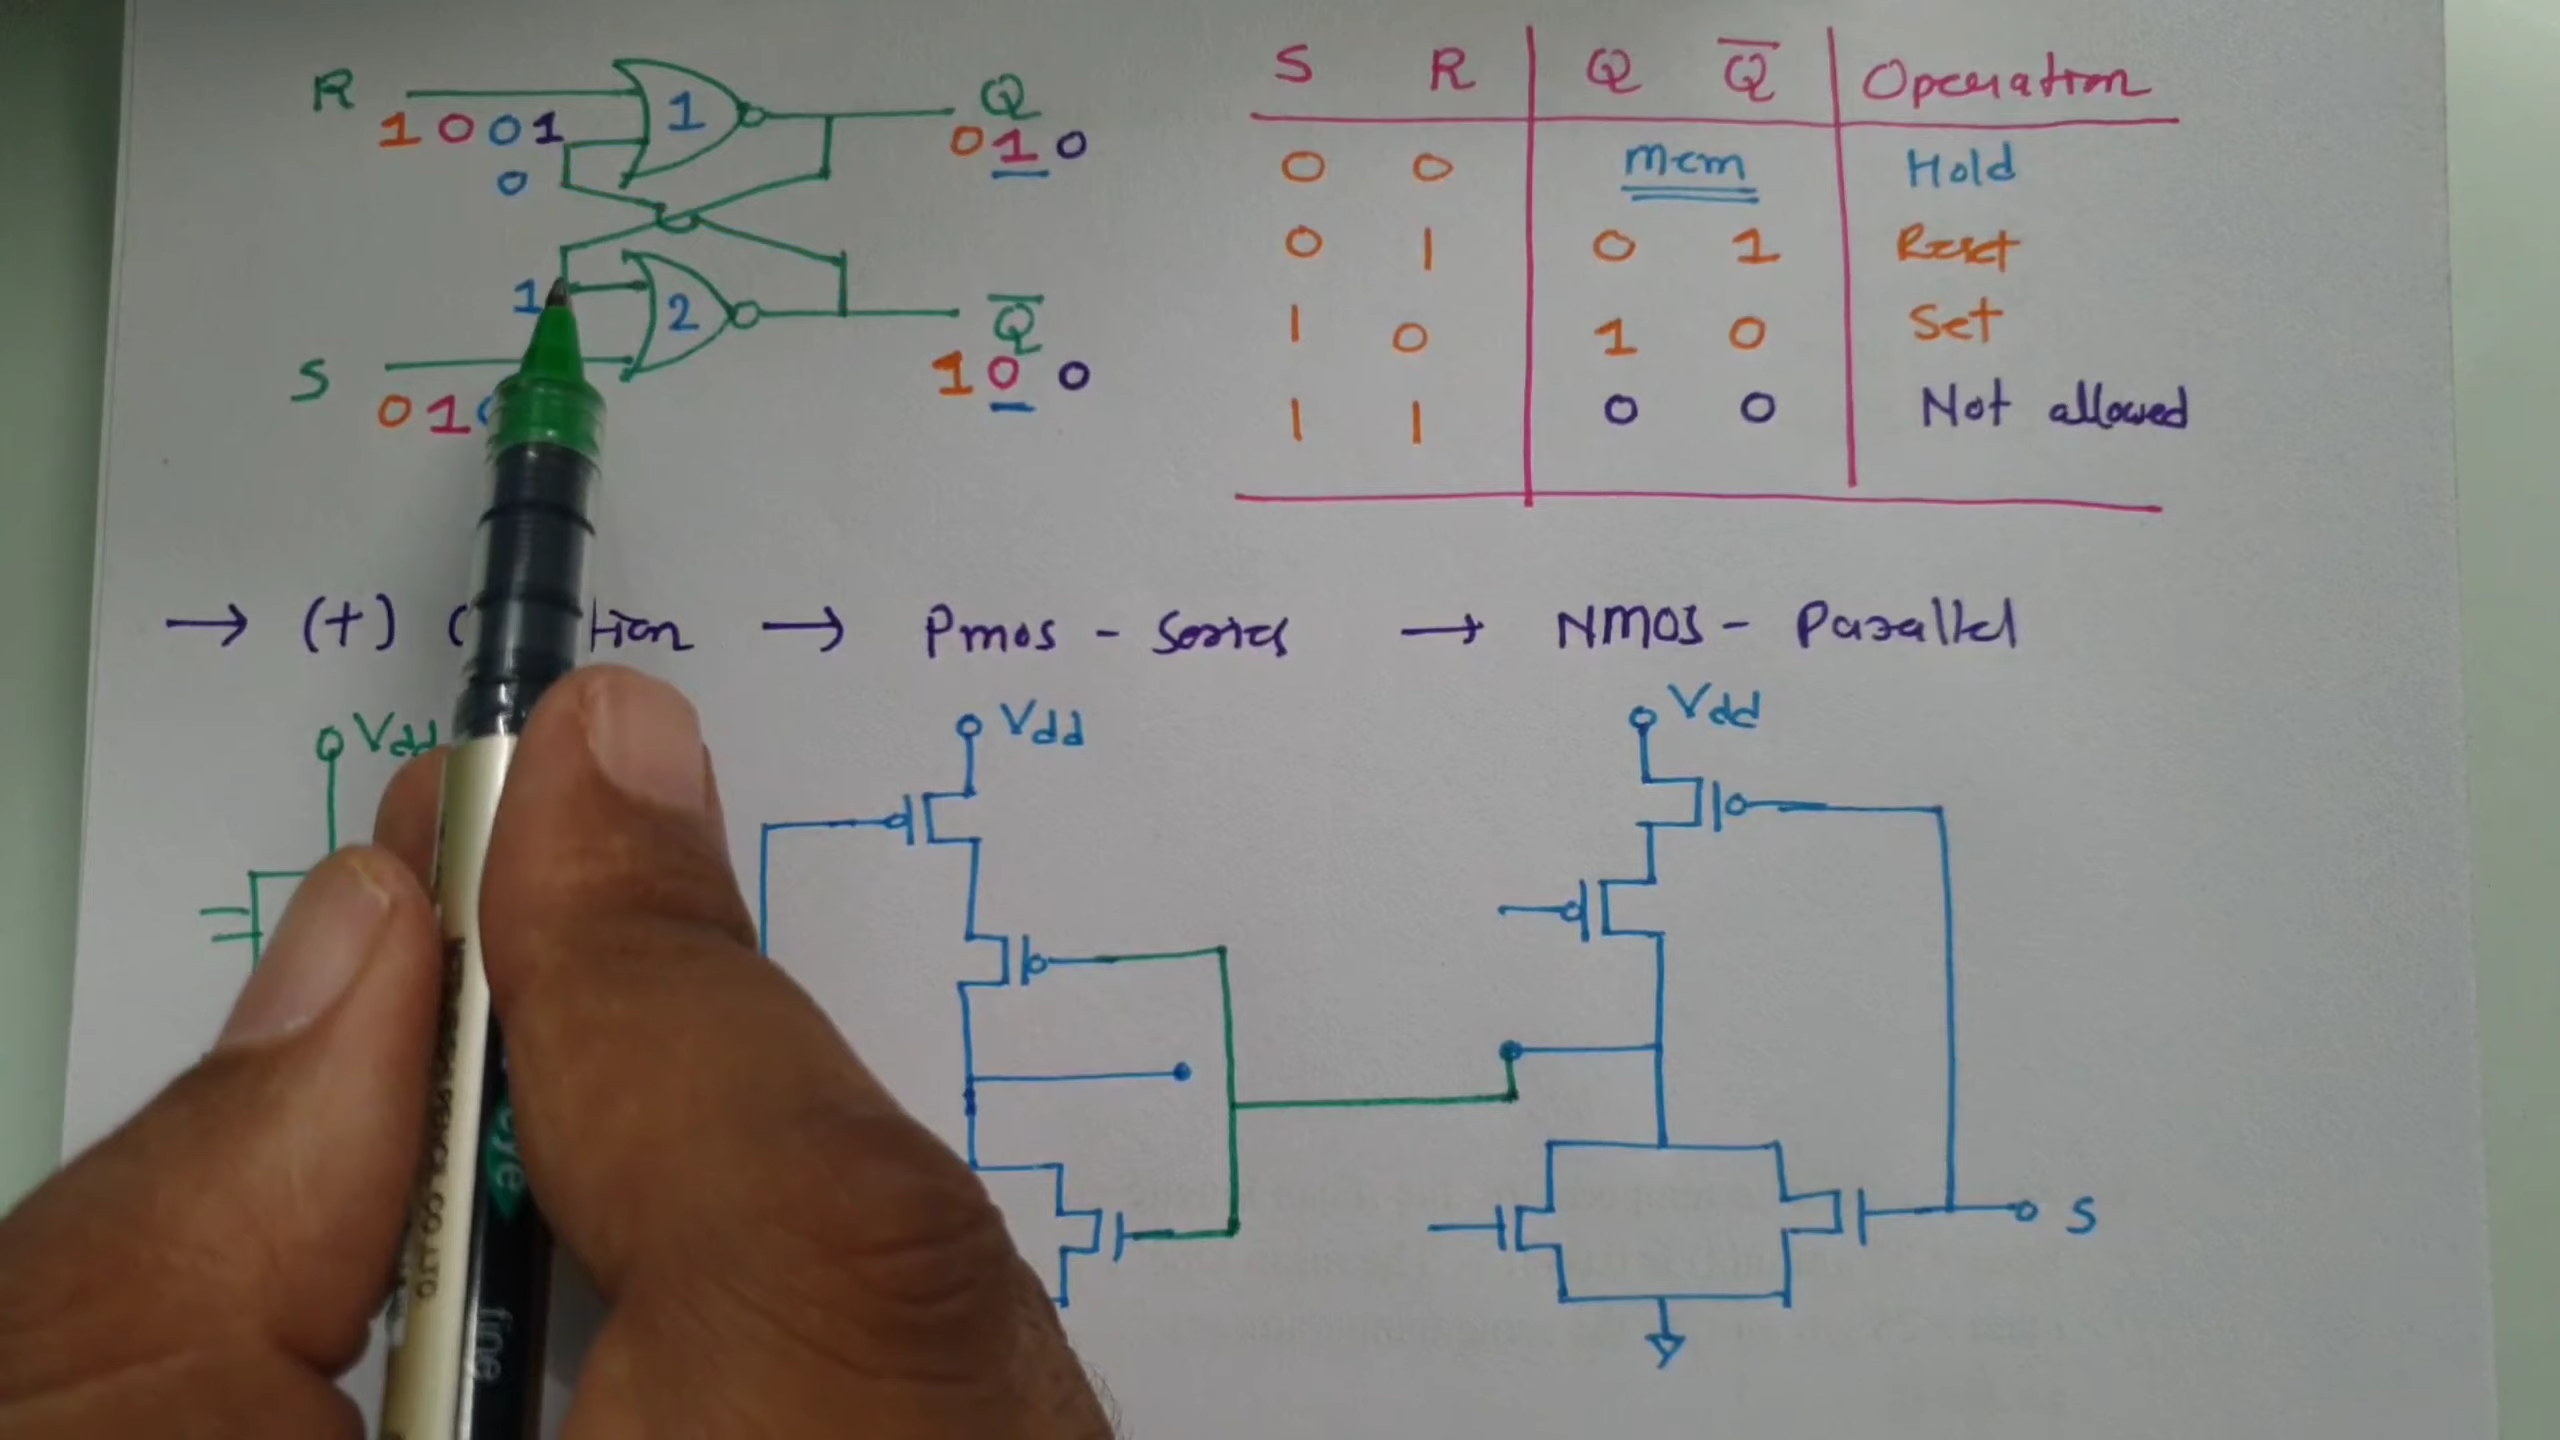 R 1 Q S R Q Q Operation
1 0 0 1 0 1 0 0 0 mem Hold
0 0 1 0 1 Reset
1 2 Q 1 0 1 0 Set
S 0 1 1 0 0 1 1 0 0 Not allowed
→ (+) → Pmos - Series → NMOS - Parallel
Vdd Vdd Vdd
S
fine